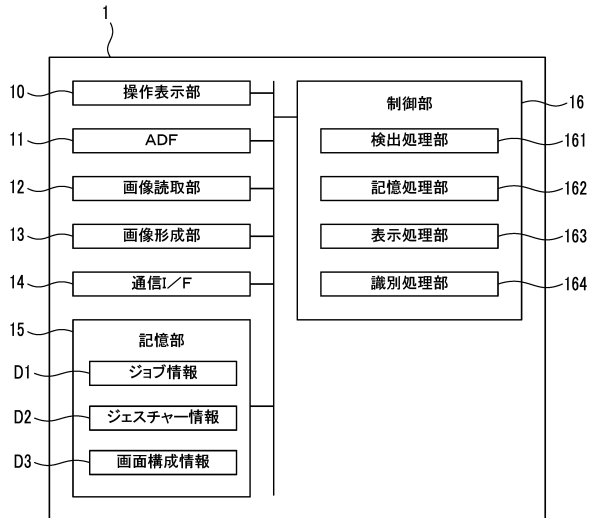 1
10 操作表示部
11 ADF
12 画像読取部
13 画像形成部
14 通信I/F
15 記憶部
D1 ジョブ情報
D2 ジェスチャー情報
D3 画面構成情報
制御部 16
検出処理部 161
記憶処理部 162
表示処理部 163
識別処理部 164